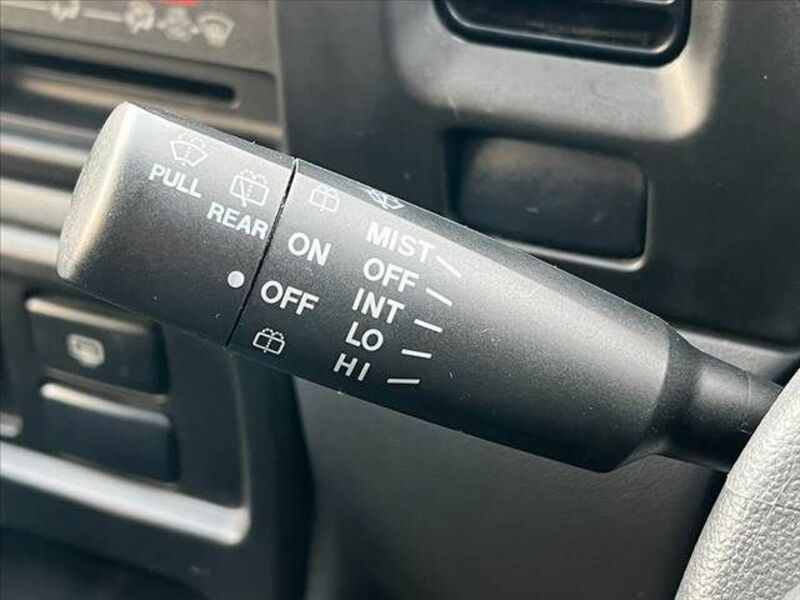 PULL
REAR
ON
OFF
MIST
OFF
INT
LO
HI